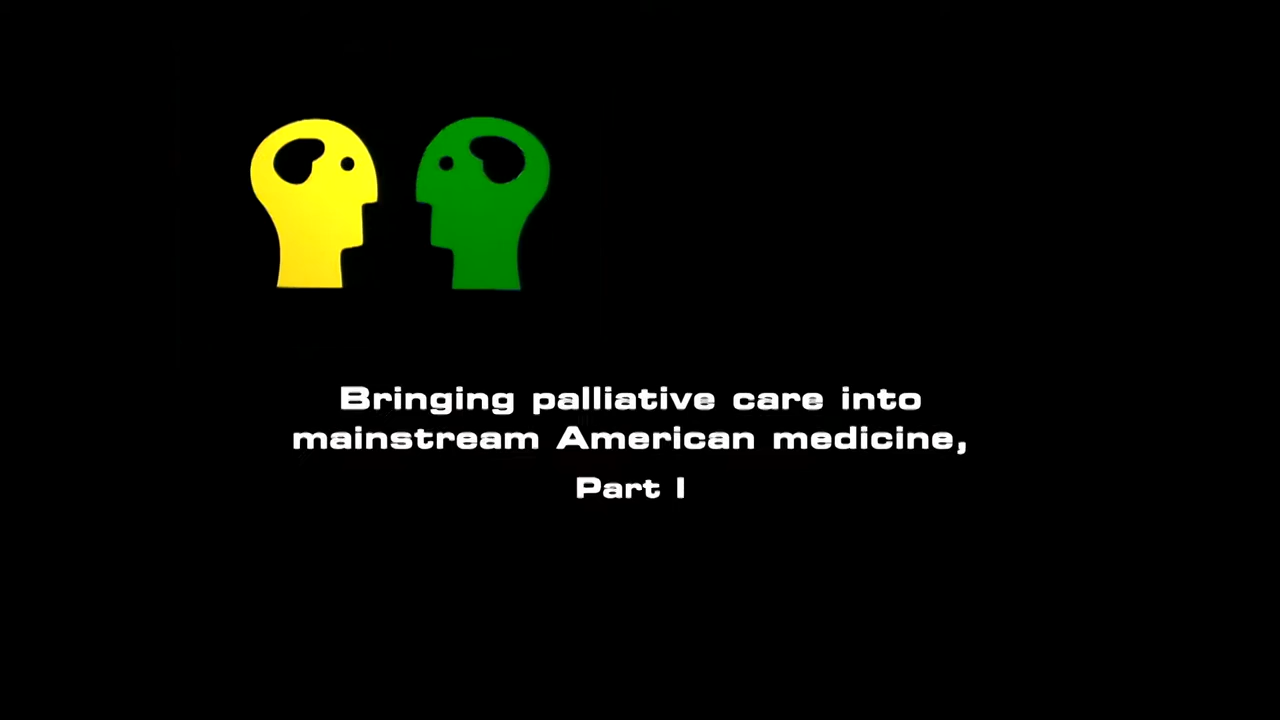 Bringing palliative care into
mainstream American medicine,
Part I